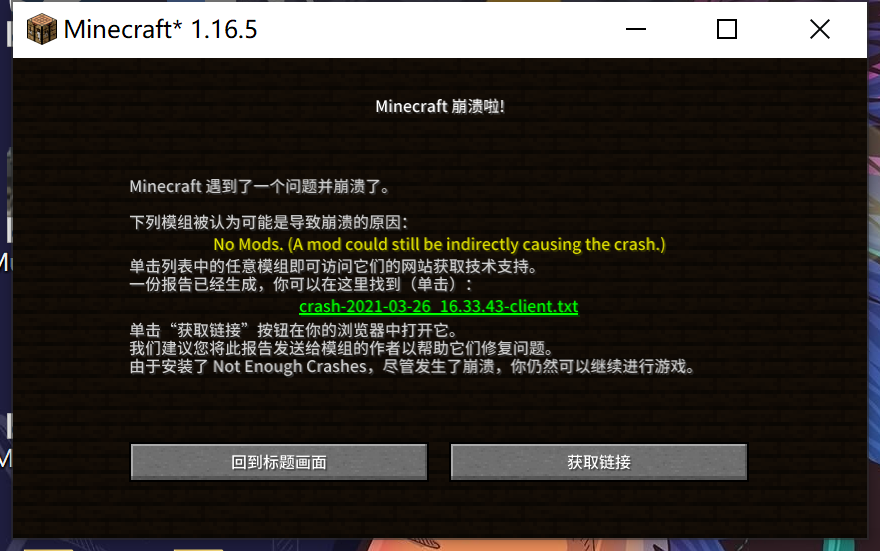 Minecraft* 1.16.5
Minecraft 崩溃啦!
Minecraft 遇到了一个问题并崩溃了。
下列模组被认为可能是导致崩溃的原因：
No Mods. (A mod could still be indirectly causing the crash.)
单击列表中的任意模组即可访问它们的网站获取技术支持。
一份报告已经生成，你可以在这里找到（单击）：
crash-2021-03-26_16.33.43-client.txt
单击“获取链接”按钮在你的浏览器中打开它。
我们建议您将此报告发送给模组的作者以帮助它们修复问题。
由于安装了 Not Enough Crashes，尽管发生了崩溃，你仍然可以继续进行游戏。
回到标题画面
获取链接